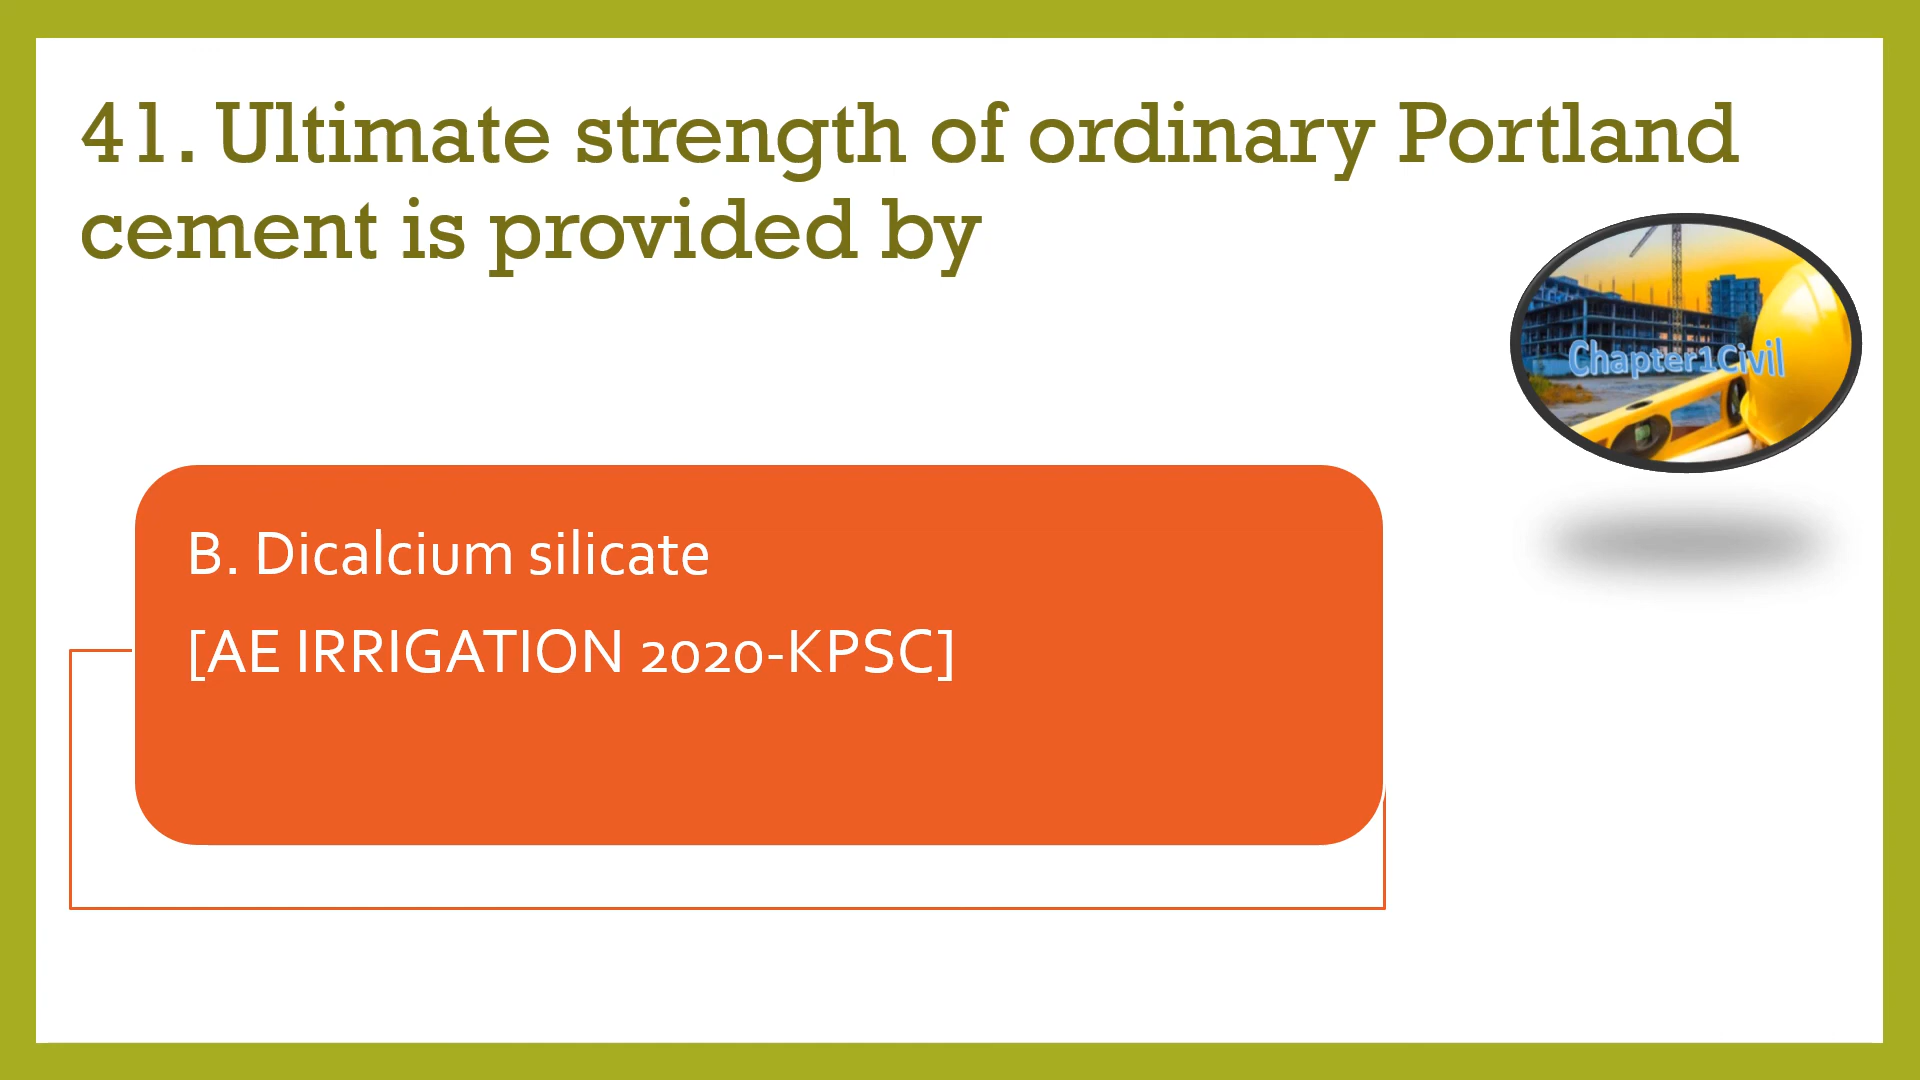 41. Ultimate strength of ordinary Portland
cement is provided by
Chapter1Civil
B. Dicalcium silicate
[AE IRRIGATION 2020-KPSC]